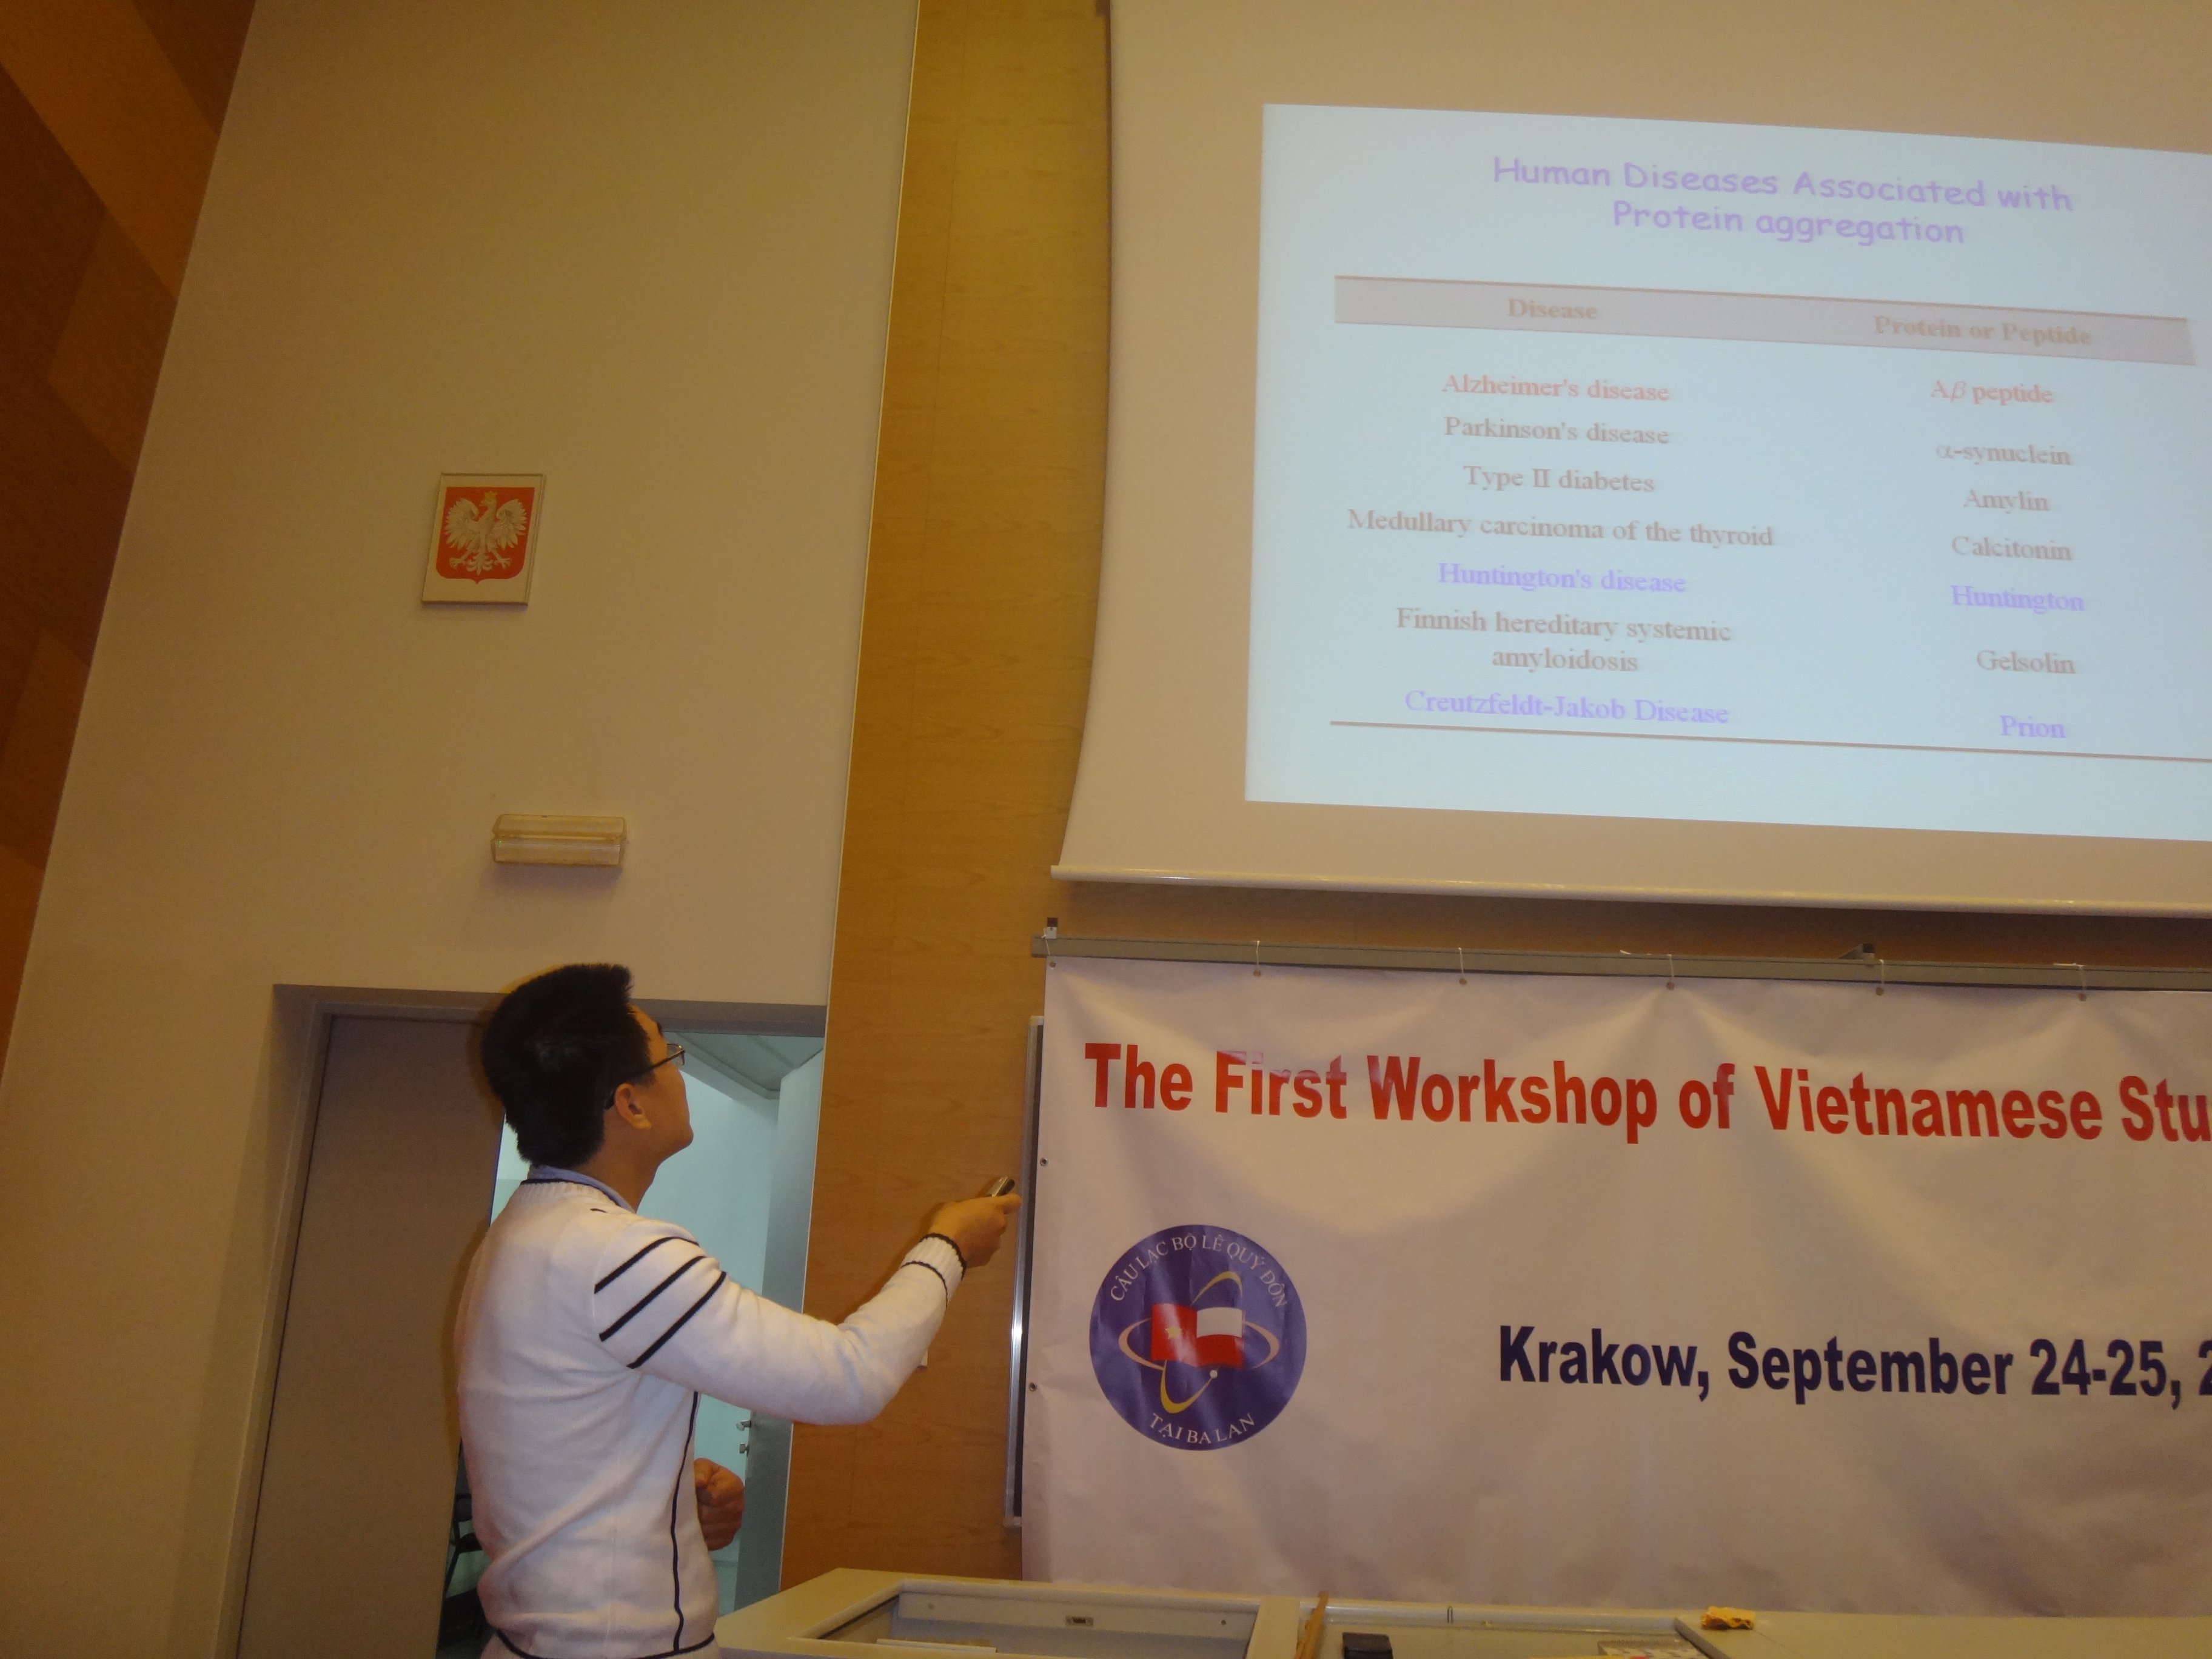 Human Diseases Associated with
Protein aggregation
Disease Protein or Peptide
Alzheimer's disease Aβ peptide
Parkinson's disease α-synuclein
Type II diabetes Amylin
Medullary carcinoma of the thyroid Calcitonin
Huntington's disease Huntington
Finnish hereditary systemic
amyloidosis Gelsolin
Creutzfeldt-Jakob Disease Prion
The First Workshop of Vietnamese Stu
CÂU LẠC BỘ LÊ QUÝ ĐÔN
TẠI BA LAN
Krakow, September 24-25, 2